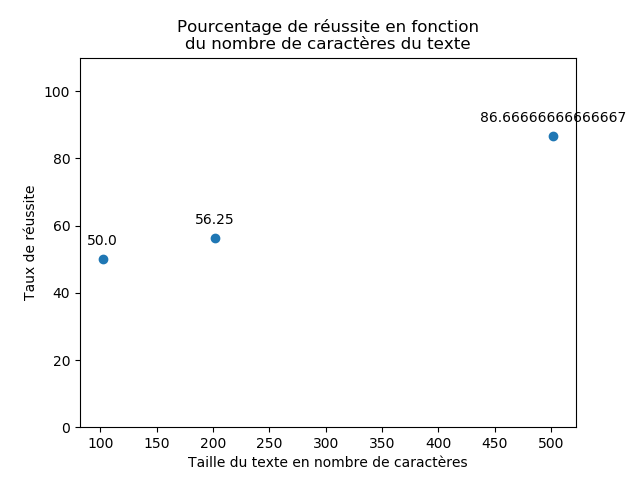 Pourcentage de réussite en fonction
du nombre de caractères du texte
100
86.66666666666667
80
Taux de réussite
60
56.25
50.0
40
20
0
100 150 200 250 300 350 400 450 500
Taille du texte en nombre de caractères